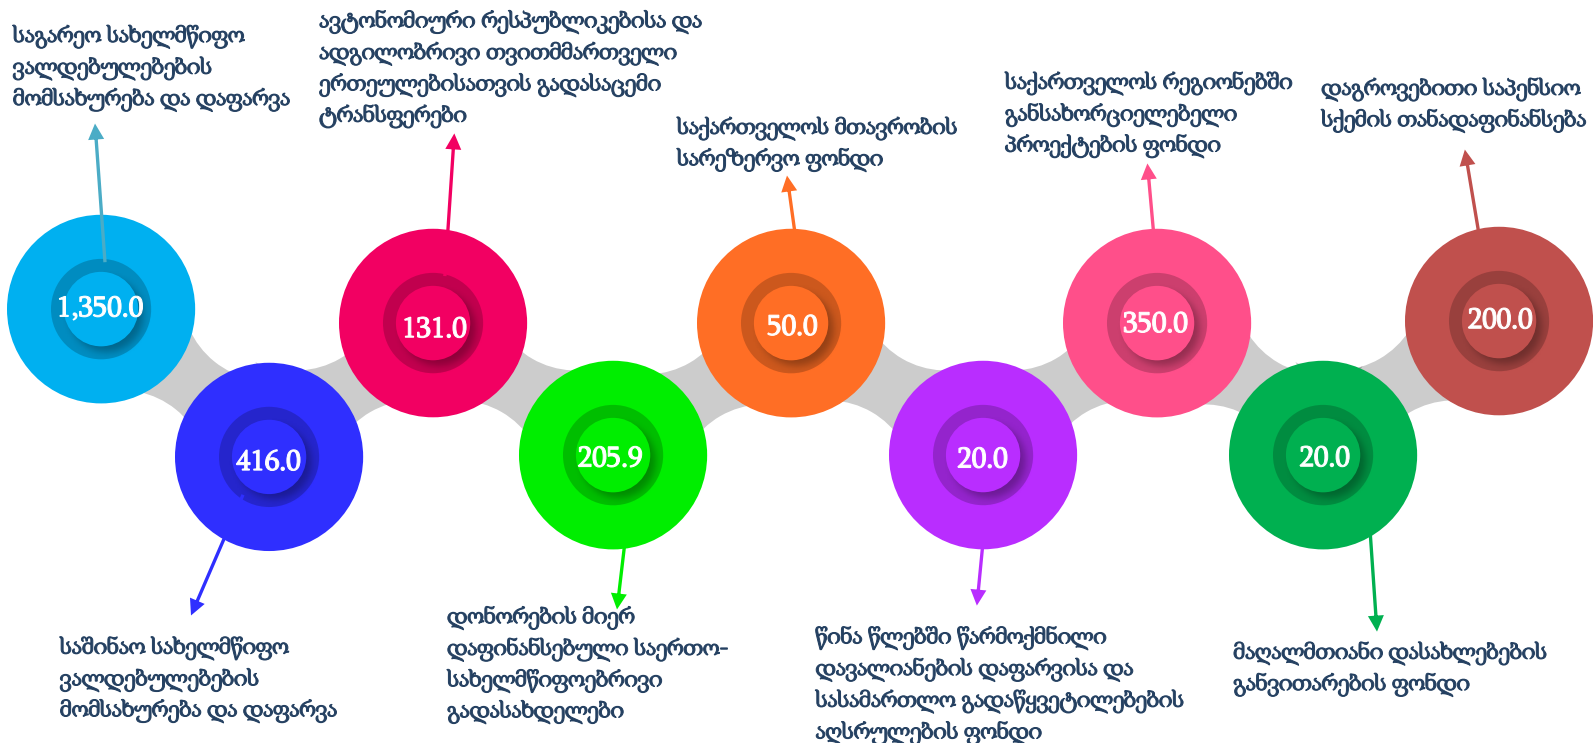 საგარეო სახელმწიფო
ვალდებულებების
მომსახურება და დაფარვა
1,350.0
416.0
საშინაო სახელმწიფო
ვალდებულებების
მომსახურება და დაფარვა
ავტონომიური რესპუბლიკებისა და
ადგილობრივი თვითმმართველი
ერთეულებისათვის გადასაცემი
ტრანსფერები
131.0
205.9
დონორების მიერ
დაფინანსებული საერთო-
სახელმწიფოებრივი
გადასახდელები
საქართველოს მთავრობის
სარეზერვო ფონდი
50.0
20.0
წინა წლებში წარმოქმნილი
დავალიანების დაფარვისა და
სასამართლო გადაწყვეტილებების
აღსრულების ფონდი
საქართველოს რეგიონებში
განსახორციელებელი
პროექტების ფონდი
350.0
20.0
მაღალმთიანი დასახლებების
განვითარების ფონდი
დაგროვებითი საპენსიო
სქემის თანადაფინანსება
200.0